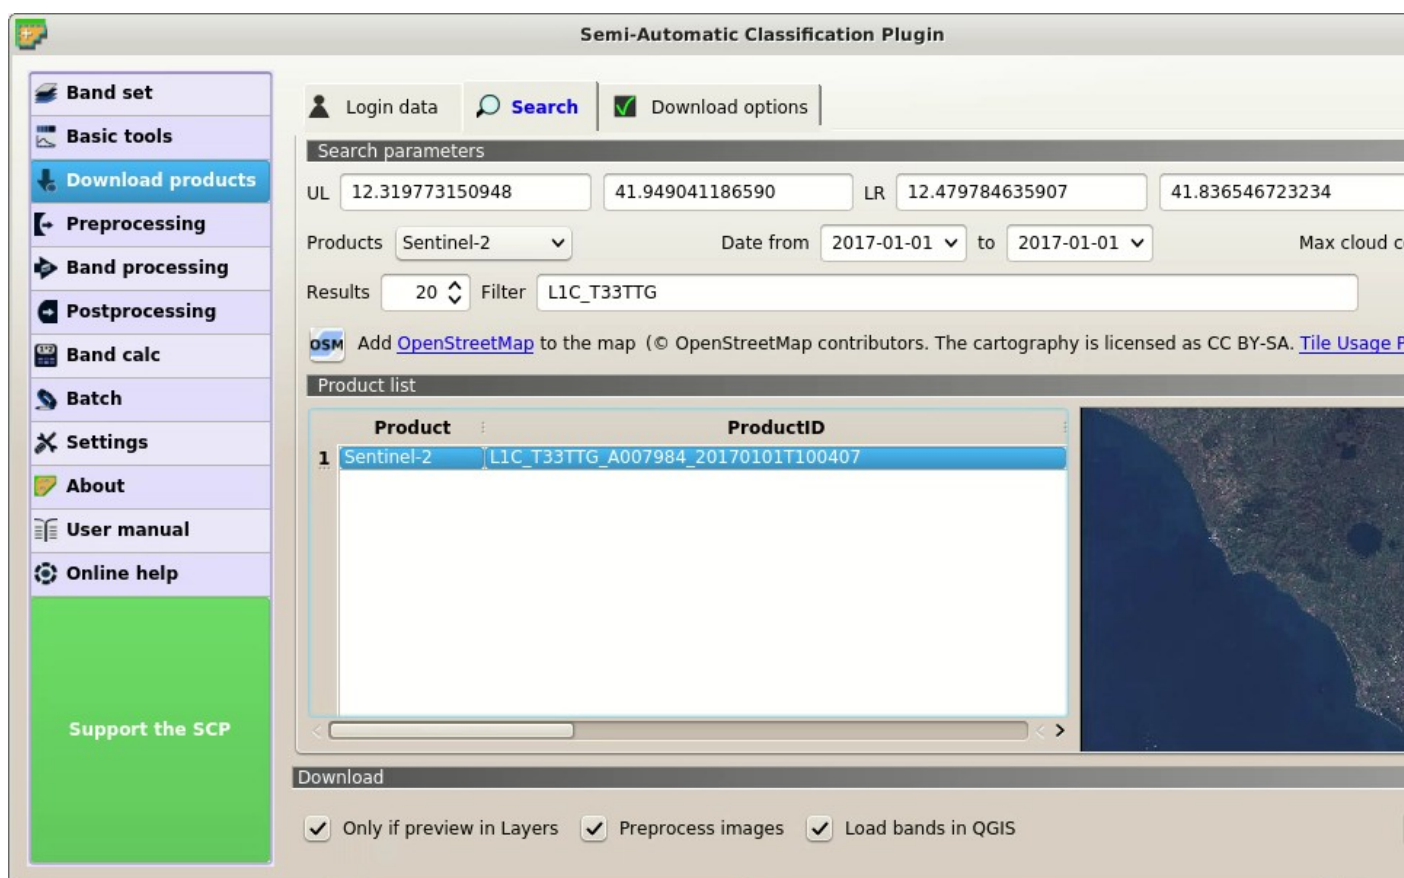 Semi-Automatic Classification Plugin
Band set
Basic tools
Download products
Preprocessing
Band processing
Postprocessing
Band calc
Batch
Settings
About
User manual
Online help
Support the SCP
Login data Search Download options
Search parameters
UL 12.319773150948 41.949041186590 LR 12.479784635907 41.836546723234
Products Sentinel-2 Date from 2017-01-01 to 2017-01-01 Max cloud c
Results 20 Filter L1C_T33TTG
OSM Add OpenStreetMap to the map (© OpenStreetMap contributors. The cartography is licensed as CC BY-SA. Tile Usage P
Product list
Product ProductID
1 Sentinel-2 L1C_T33TTG_A007984_20170101T100407
Download
Only if preview in Layers Preprocess images Load bands in QGIS